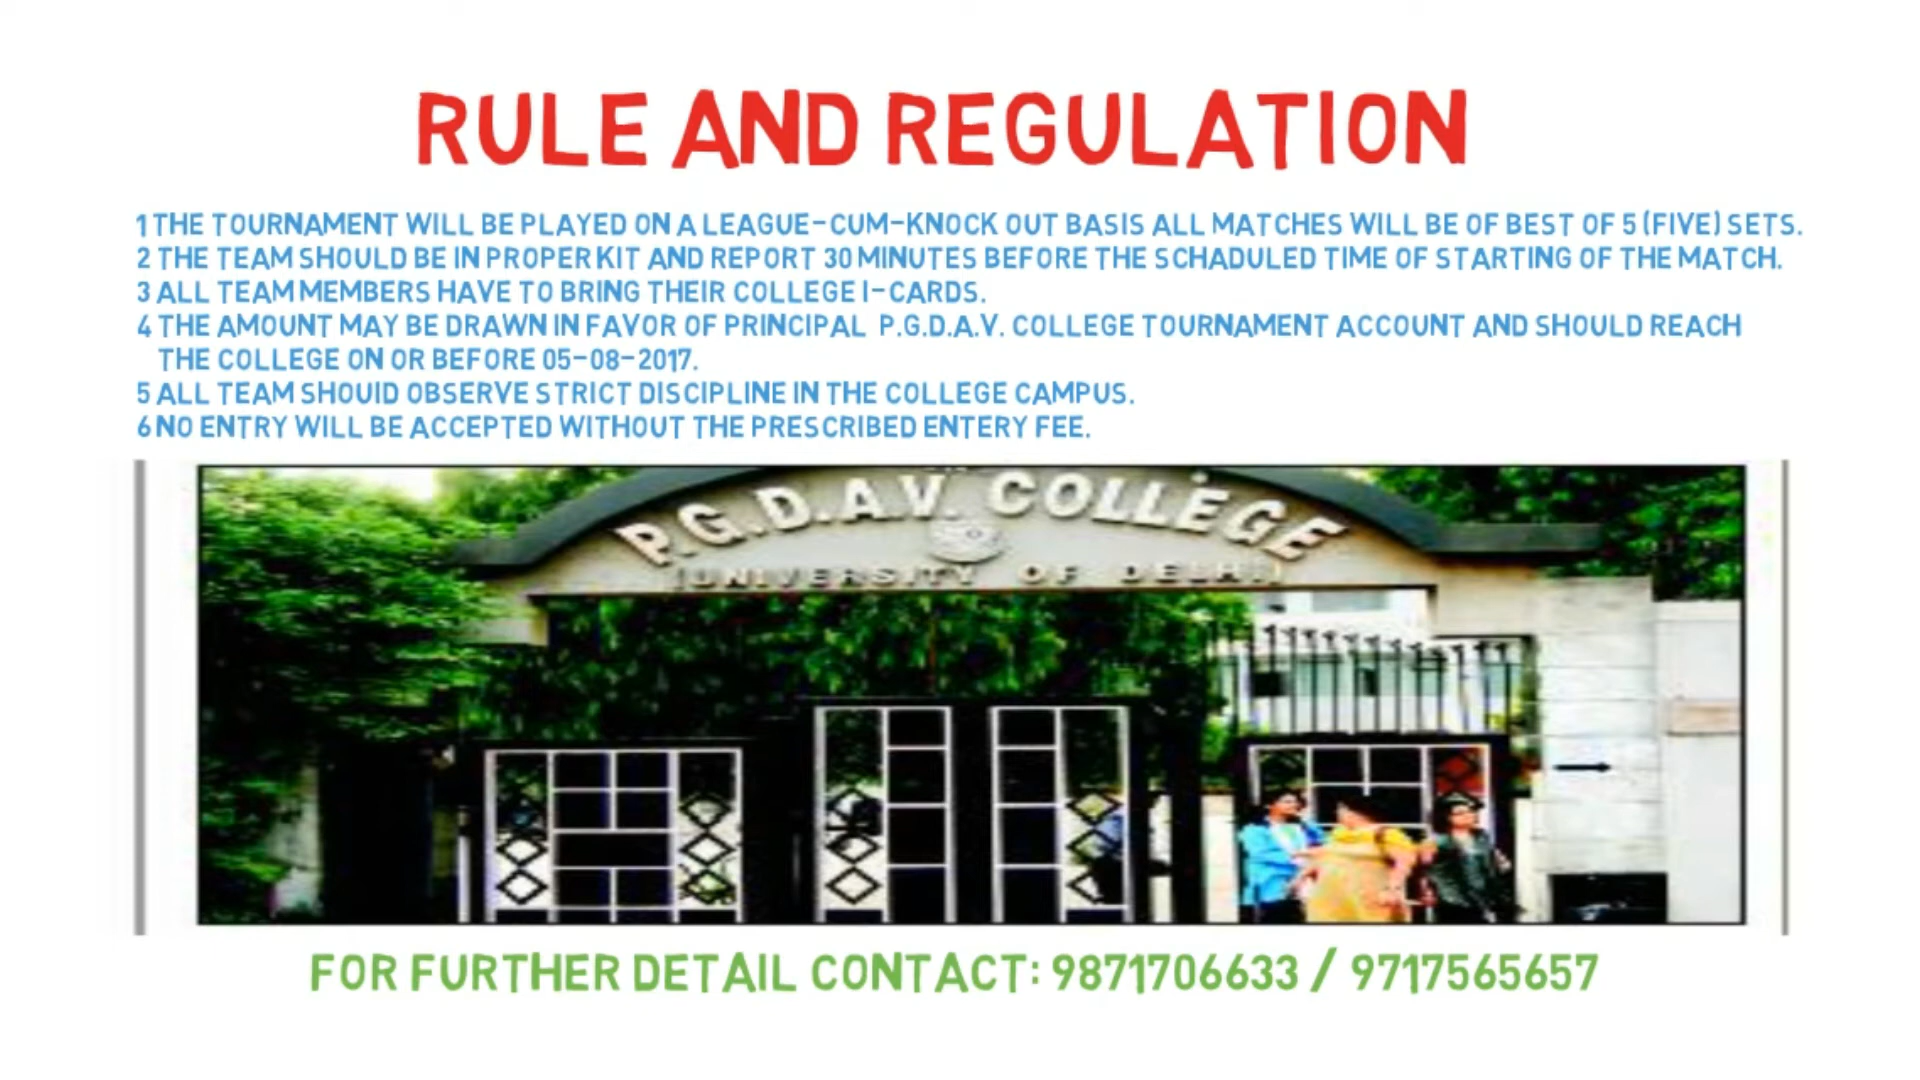 RULE AND REGULATION
1 THE TOURNAMENT WILL BE PLAYED ON A LEAGUE-CUM-KNOCK OUT BASIS ALL MATCHES WILL BE OF BEST OF 5 (FIVE) SETS.
2 THE TEAM SHOULD BE IN PROPER KIT AND REPORT 30 MINUTES BEFORE THE SCHADULED TIME OF STARTING OF THE MATCH.
3 ALL TEAM MEMBERS HAVE TO BRING THEIR COLLEGE I-CARDS.
4 THE AMOUNT MAY BE DRAWN IN FAVOR OF PRINCIPAL P.G.D.A.V. COLLEGE TOURNAMENT ACCOUNT AND SHOULD REACH
THE COLLEGE ON OR BEFORE 05-08-2017.
5 ALL TEAM SHOUID OBSERVE STRICT DISCIPLINE IN THE COLLEGE CAMPUS.
6 NO ENTRY WILL BE ACCEPTED WITHOUT THE PRESCRIBED ENTERY FEE.
P.G.D.A.V. COLLEGE
(UNIVERSITY OF DELHI)
FOR FURTHER DETAIL CONTACT: 9871706633 / 9717565657